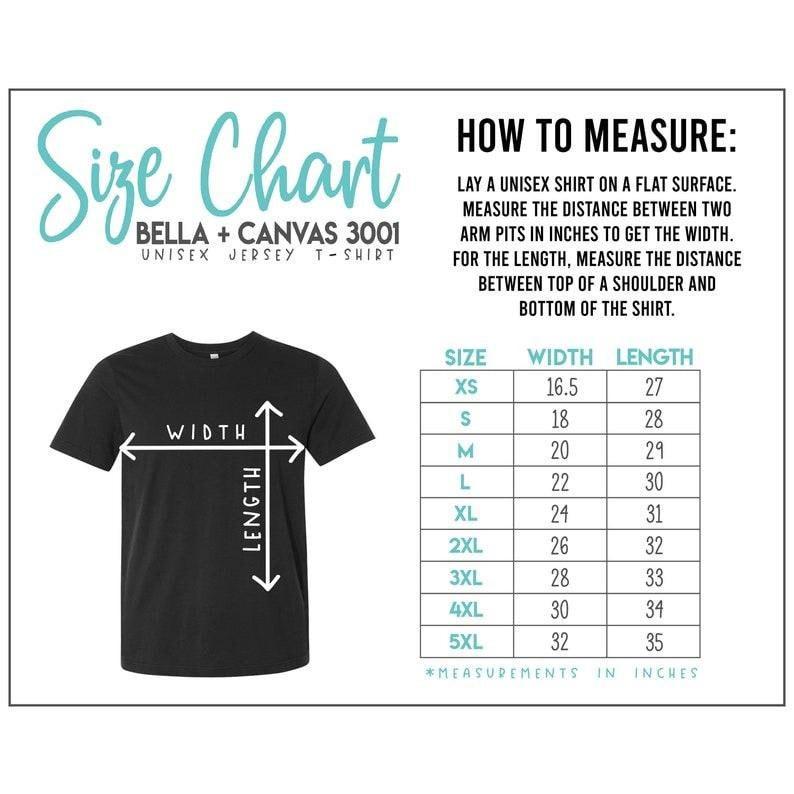 Size Chart
BELLA + CANVAS 3001
UNISEX JERSEY T-SHIRT
HOW TO MEASURE:
LAY A UNISEX SHIRT ON A FLAT SURFACE.
MEASURE THE DISTANCE BETWEEN TWO
ARM PITS IN INCHES TO GET THE WIDTH.
FOR THE LENGTH, MEASURE THE DISTANCE
BETWEEN TOP OF A SHOULDER AND
BOTTOM OF THE SHIRT.
WIDTH
LENGTH
SIZE WIDTH LENGTH
XS 16.5 27
S 18 28
M 20 29
L 22 30
XL 24 31
2XL 26 32
3XL 28 33
4XL 30 34
5XL 32 35
*MEASUREMENTS IN INCHES